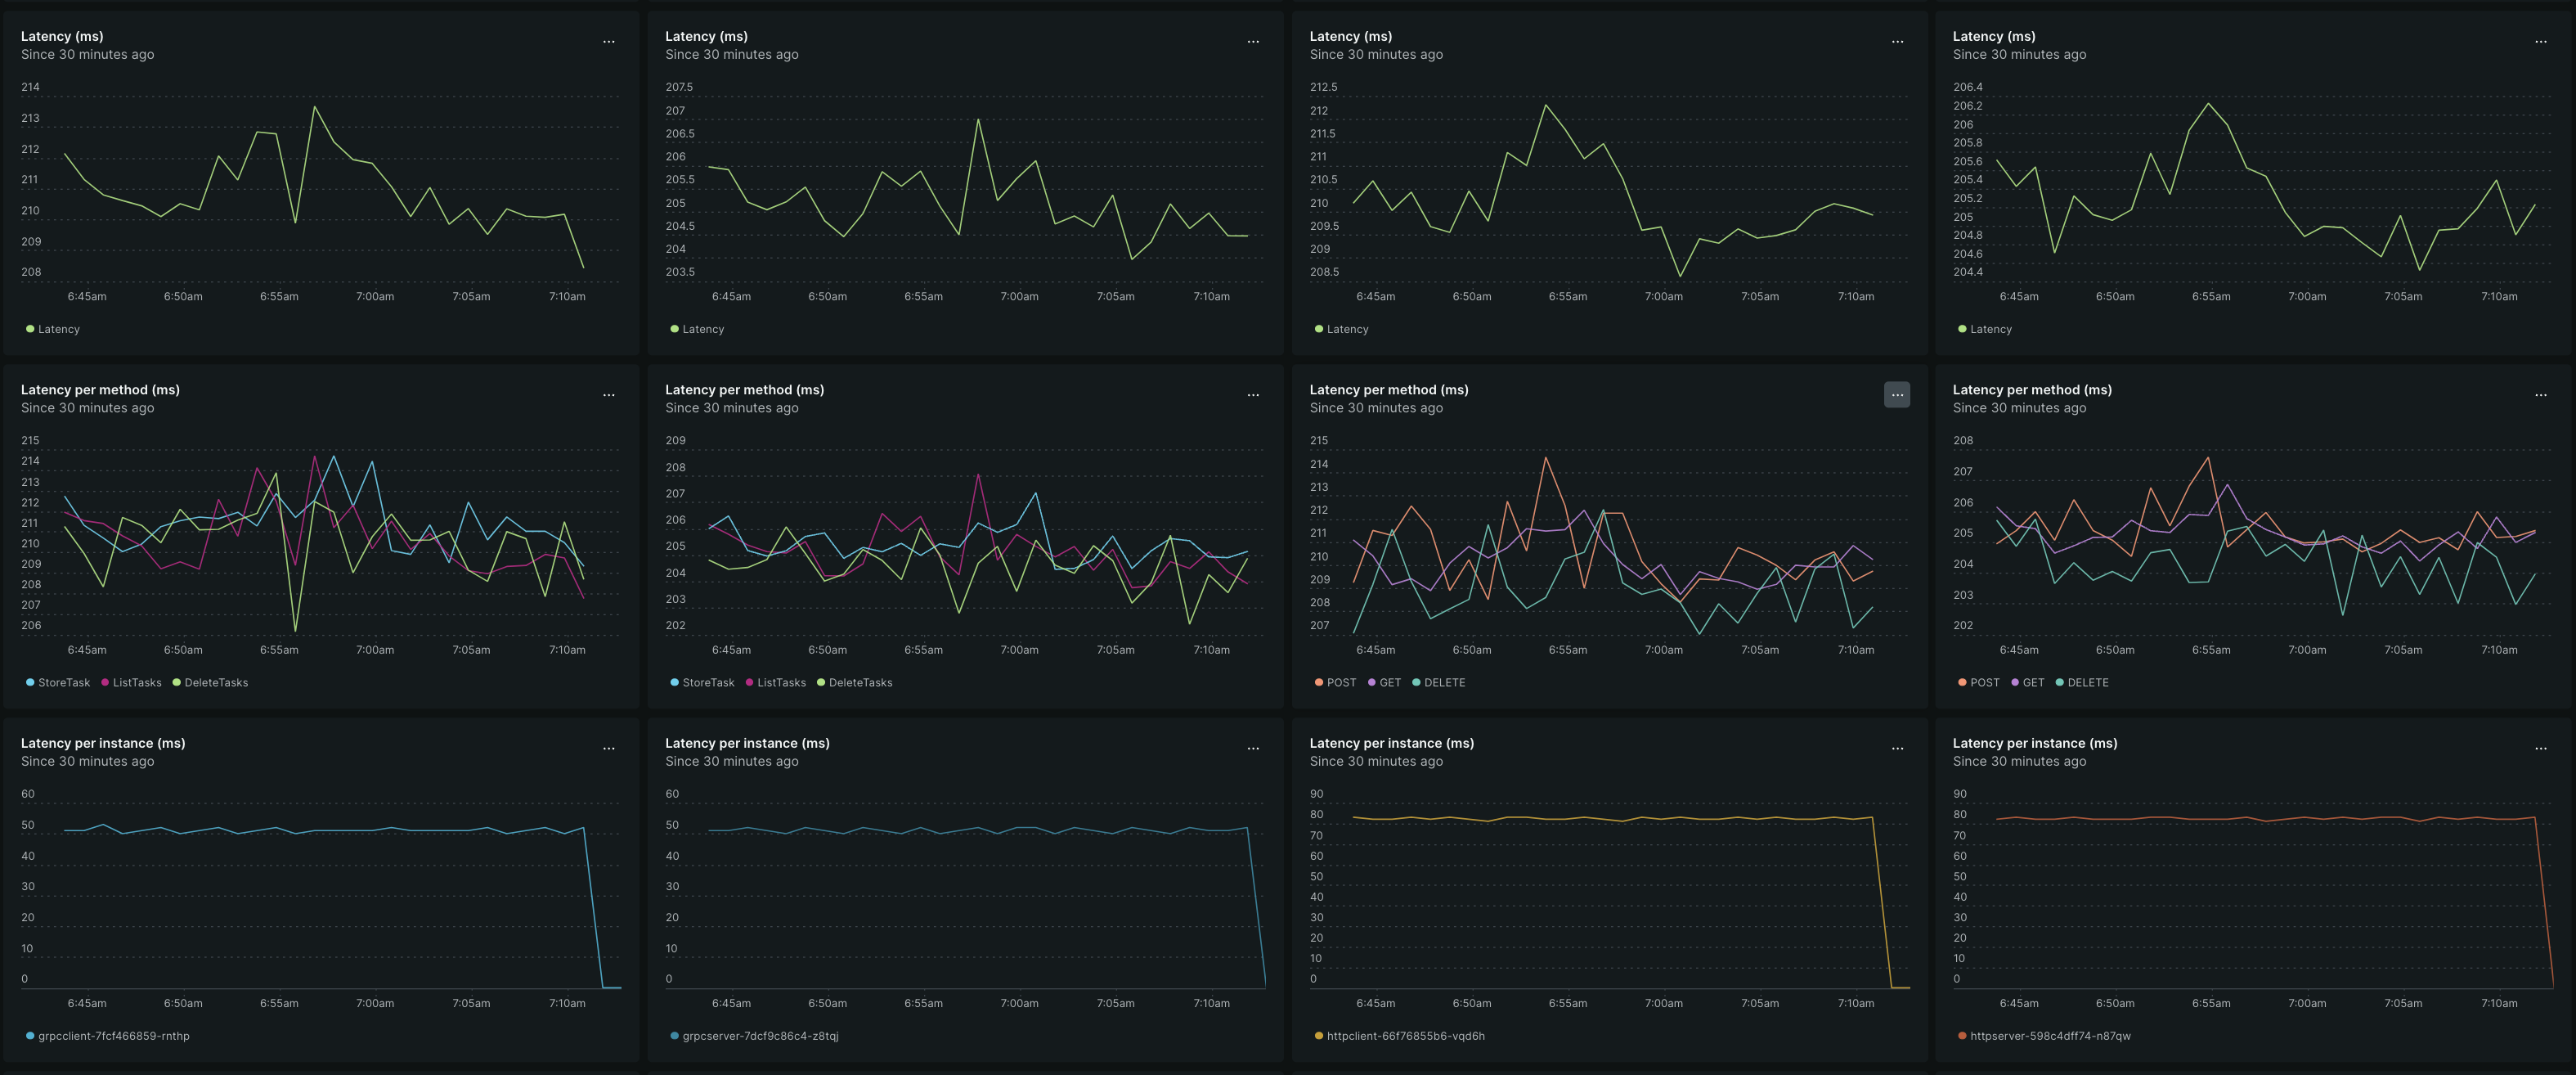 Latency (ms)
...
Since 30 minutes ago
214
213
212
211
210
209
208
6:45am 6:50am 6:55am 7:00am 7:05am 7:10am
Latency
Latency (ms)
...
Since 30 minutes ago
207.5
207
206.5
206
205.5
205
204.5
204
203.5
6:45am 6:50am 6:55am 7:00am 7:05am 7:10am
Latency
Latency (ms)
...
Since 30 minutes ago
212.5
212
211.5
211
210.5
210
209.5
209
208.5
6:45am 6:50am 6:55am 7:00am 7:05am 7:10am
Latency
Latency (ms)
...
Since 30 minutes ago
206.4
206.2
206
205.8
205.6
205.4
205.2
205
204.8
204.6
204.4
6:45am 6:50am 6:55am 7:00am 7:05am 7:10am
Latency
Latency per method (ms)
...
Since 30 minutes ago
215
214
213
212
211
210
209
208
207
206
6:45am 6:50am 6:55am 7:00am 7:05am 7:10am
StoreTask ListTasks DeleteTasks
Latency per method (ms)
...
Since 30 minutes ago
209
208
207
206
205
204
203
202
6:45am 6:50am 6:55am 7:00am 7:05am 7:10am
StoreTask ListTasks DeleteTasks
Latency per method (ms)
...
Since 30 minutes ago
215
214
213
212
211
210
209
208
207
6:45am 6:50am 6:55am 7:00am 7:05am 7:10am
POST GET DELETE
Latency per method (ms)
...
Since 30 minutes ago
208
207
206
205
204
203
202
6:45am 6:50am 6:55am 7:00am 7:05am 7:10am
POST GET DELETE
Latency per instance (ms)
...
Since 30 minutes ago
60
50
40
30
20
10
0
6:45am 6:50am 6:55am 7:00am 7:05am 7:10am
grpcclient-7fcf466859-rnthp
Latency per instance (ms)
...
Since 30 minutes ago
60
50
40
30
20
10
0
6:45am 6:50am 6:55am 7:00am 7:05am 7:10am
grpcserver-7dcf9c86c4-z8tqj
Latency per instance (ms)
...
Since 30 minutes ago
90
80
70
60
50
40
30
20
10
0
6:45am 6:50am 6:55am 7:00am 7:05am 7:10am
httpclient-66f76855b6-vqd6h
Latency per instance (ms)
...
Since 30 minutes ago
90
80
70
60
50
40
30
20
10
0
6:45am 6:50am 6:55am 7:00am 7:05am 7:10am
httpserver-598c4dff74-n87qw